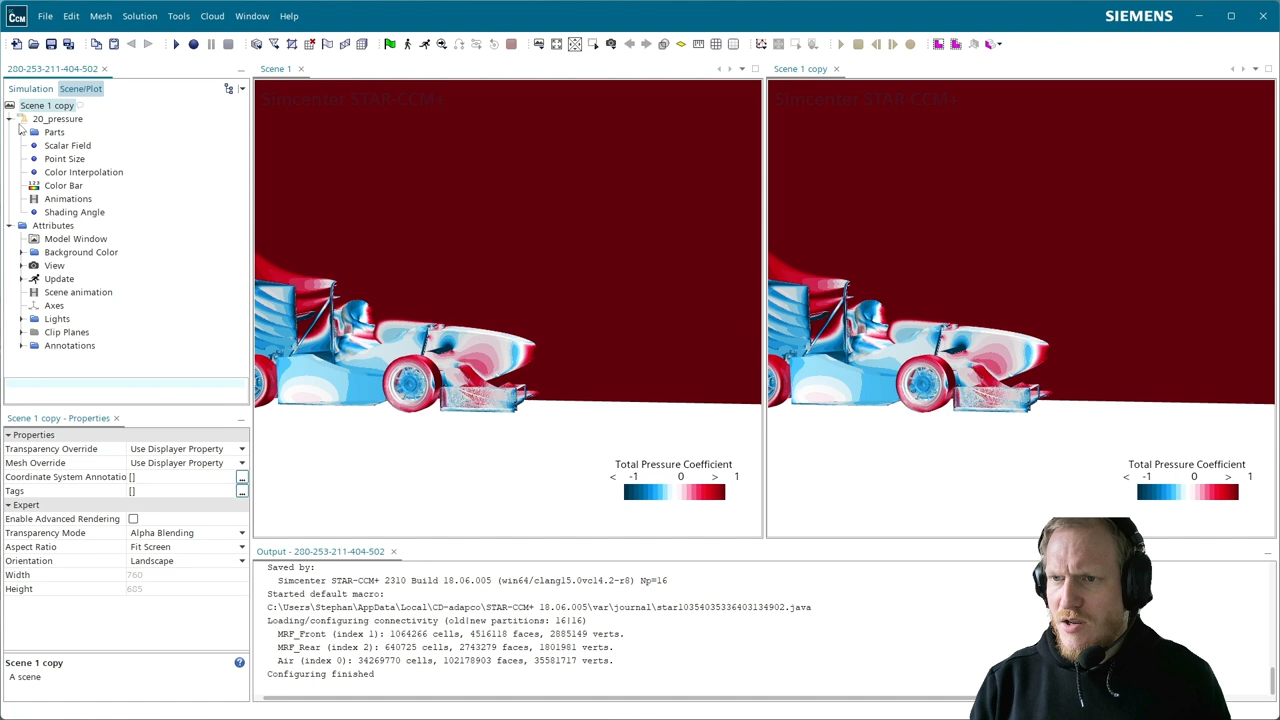 CCM File Edit Mesh Solution Tools Cloud Window Help SIEMENS
280-253-211-404-502
Simulation Scene/Plot
Scene 1 copy
20_pressure
Parts
Scalar Field
Point Size
Color Interpolation
Color Bar
Animations
Shading Angle
Attributes
Model Window
Background Color
View
Update
Scene animation
Axes
Lights
Clip Planes
Annotations
Scene 1 copy - Properties
Properties
Transparency Override Use Displayer Property
Mesh Override Use Displayer Property
Coordinate System Annotatio [] ...
Tags [] ...
Expert
Enable Advanced Rendering
Transparency Mode Alpha Blending
Aspect Ratio Fit Screen
Orientation Landscape
Width 760
Height 685
Scene 1 copy
A scene
Scene 1
Simcenter STAR-CCM+
Total Pressure Coefficient
< -1 0 > 1
Scene 1 copy
Simcenter STAR-CCM+
Total Pressure Coefficient
< -1 0 > 1
Output - 280-253-211-404-502
Saved by:
Simcenter STAR-CCM+ 2310 Build 18.06.005 (win64/clang15.0vc14.2-r8) Np=16
Started default macro:
C:\Users\Stephan\AppData\Local\CD-adapco\STAR-CCM+ 18.06.005\var\journal\star10354035336403134902.java
Loading/configuring connectivity (old|new partitions: 16|16)
MRF_Front (index 1): 1064266 cells, 4516118 faces, 2885149 verts.
MRF_Rear (index 2): 640725 cells, 2743279 faces, 1801981 verts.
Air (index 0): 34269770 cells, 102178903 faces, 35581717 verts.
Configuring finished